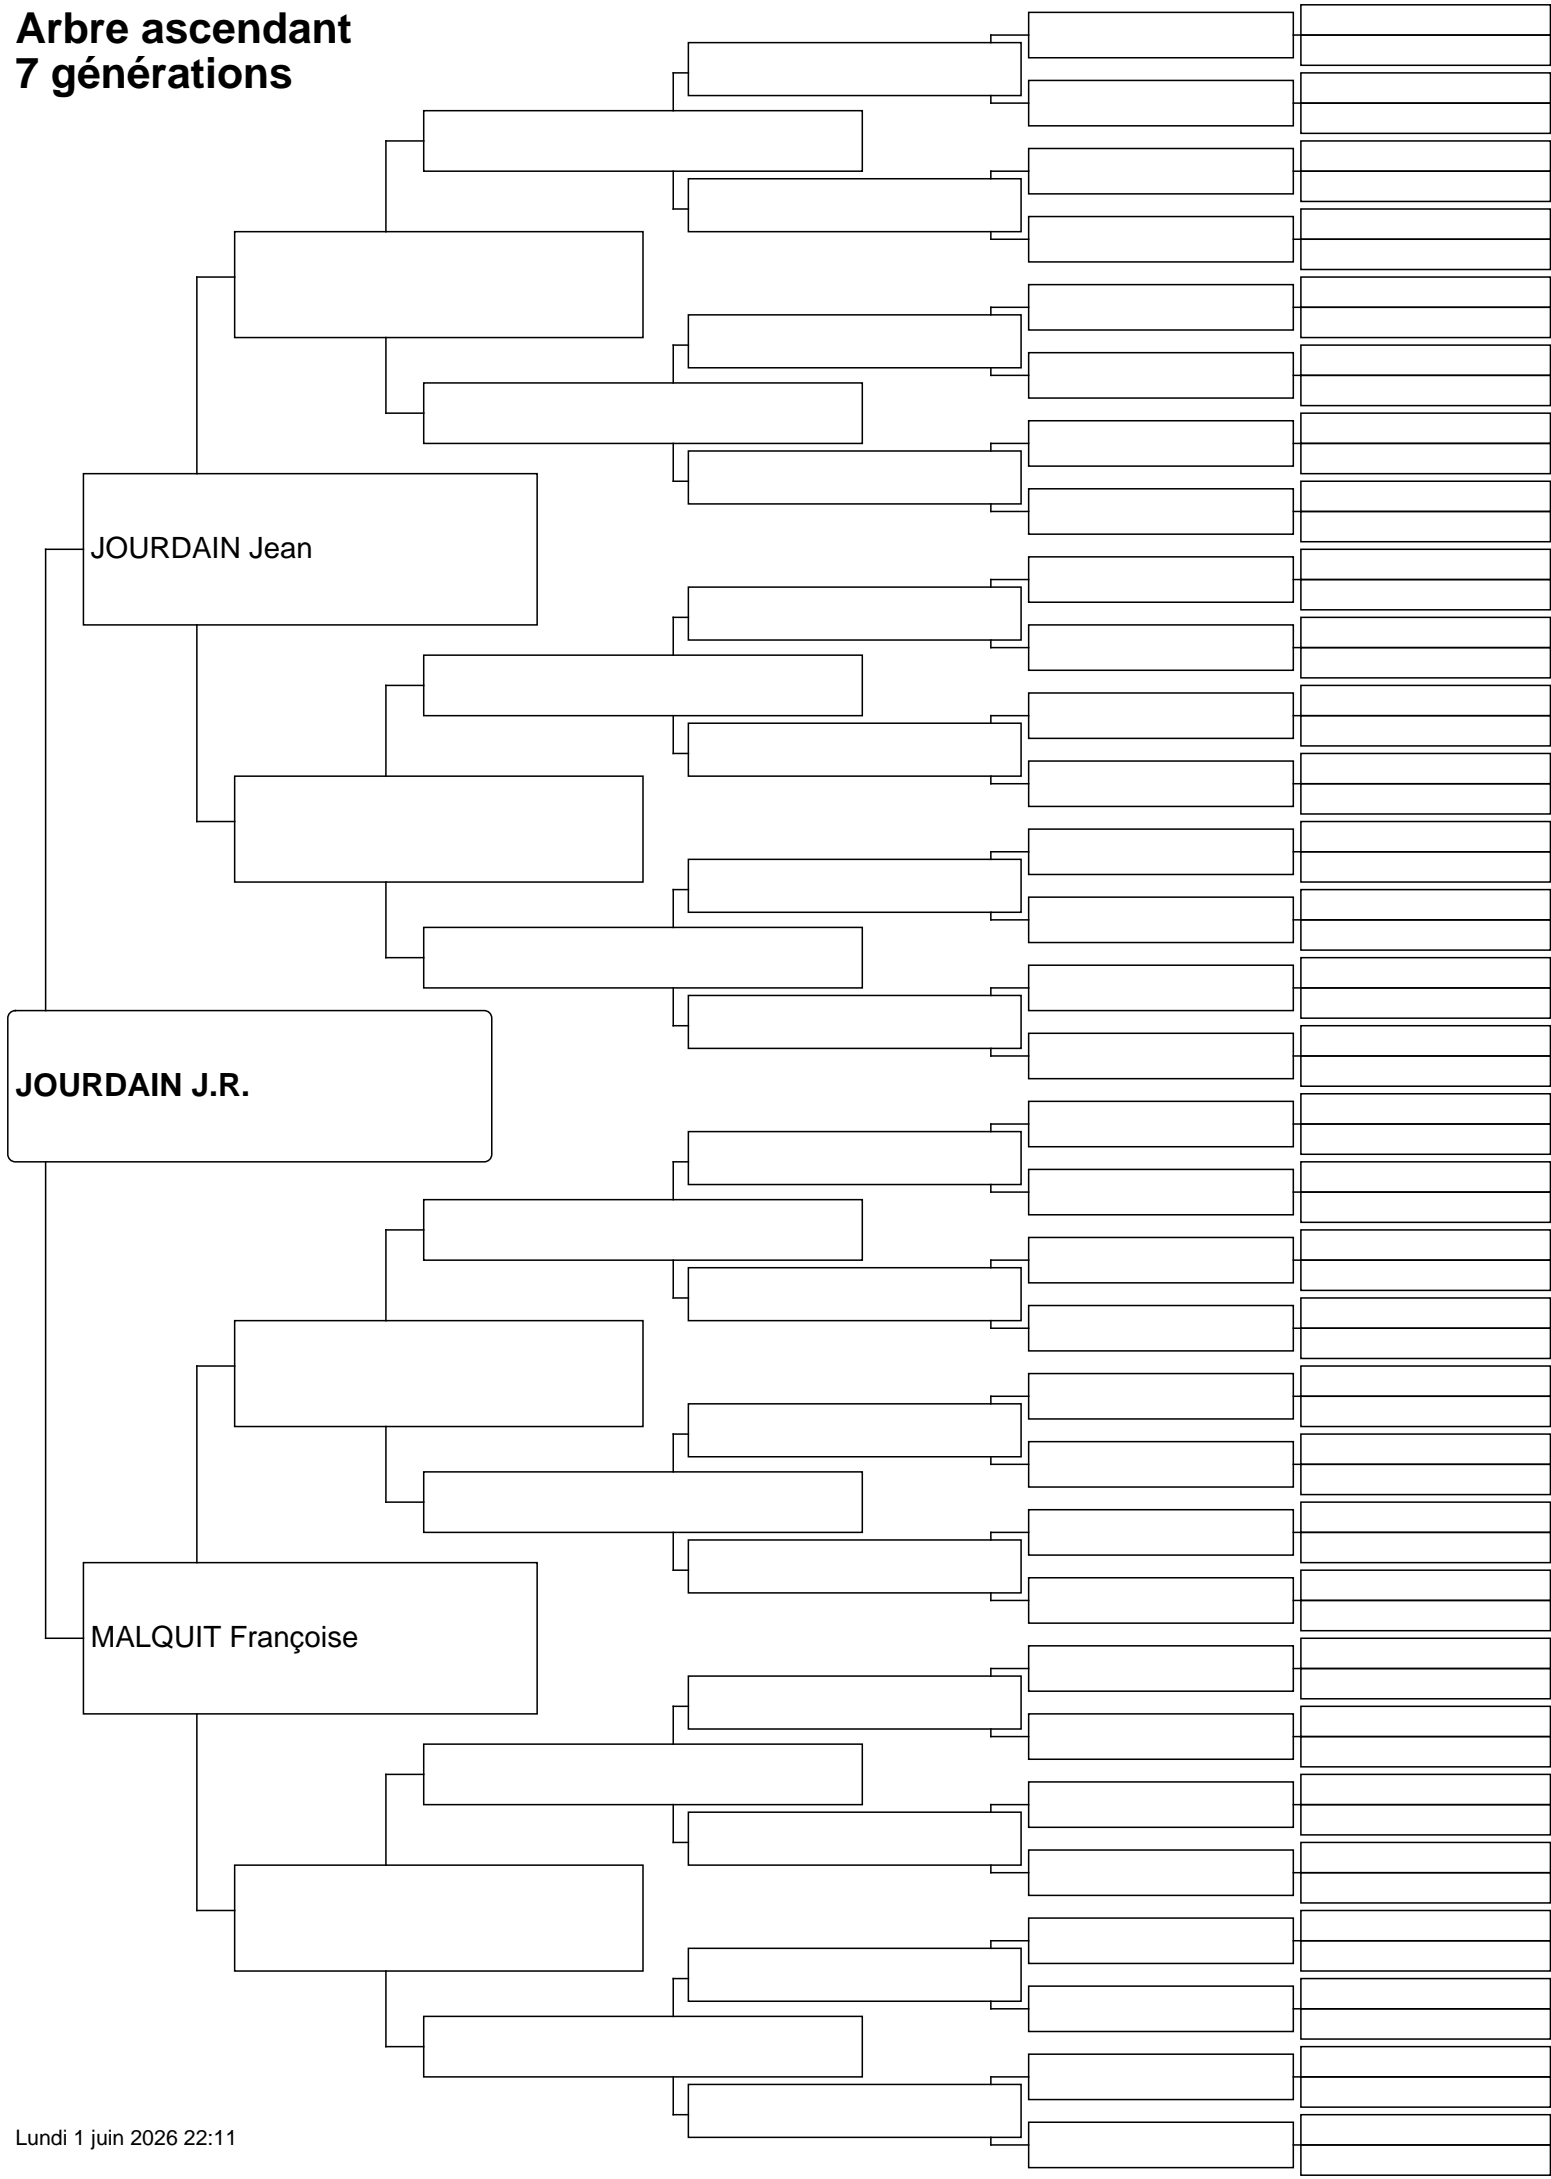 Arbre ascendant
7 générations
JOURDAIN Jean
JOURDAIN J.R.
MALQUIT Françoise
Lundi 1 juin 2026 22:11